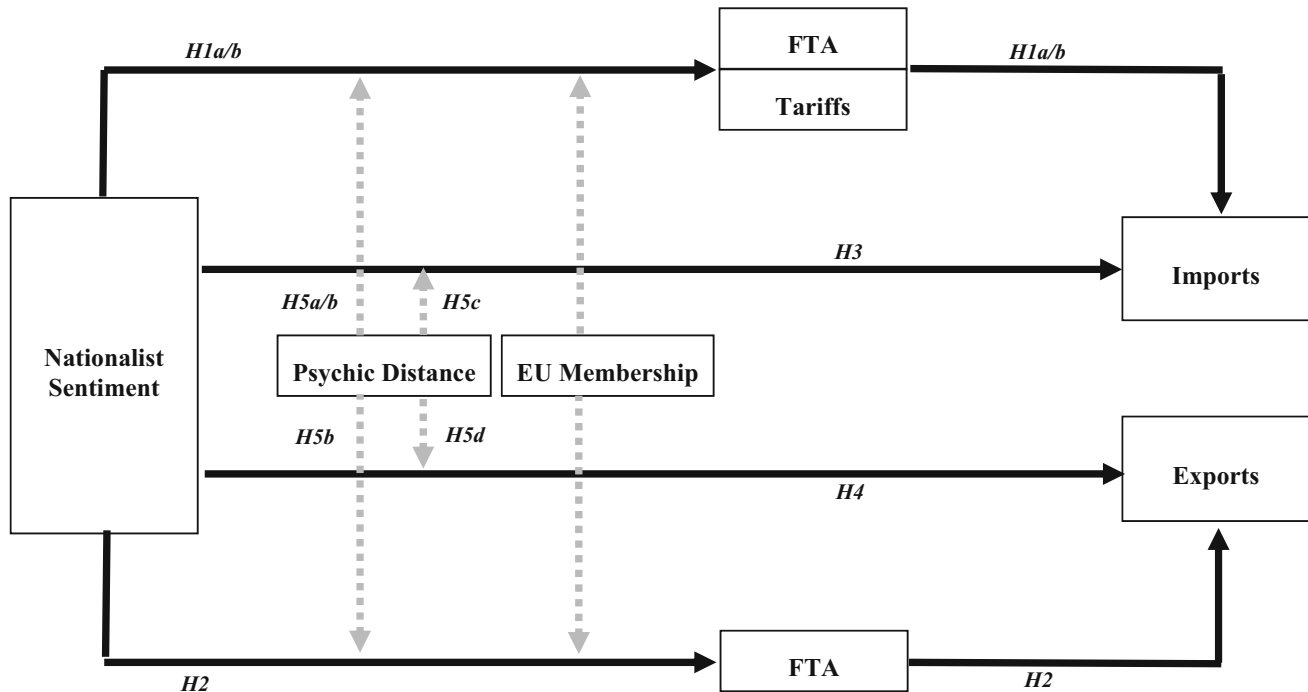 H1a/b
FTA
H1a/b
Tariffs
H3
Imports
H5a/b
H5c
Nationalist
Sentiment
Psychic Distance
EU Membership
H5b
H5d
Exports
H4
FTA
H2
H2